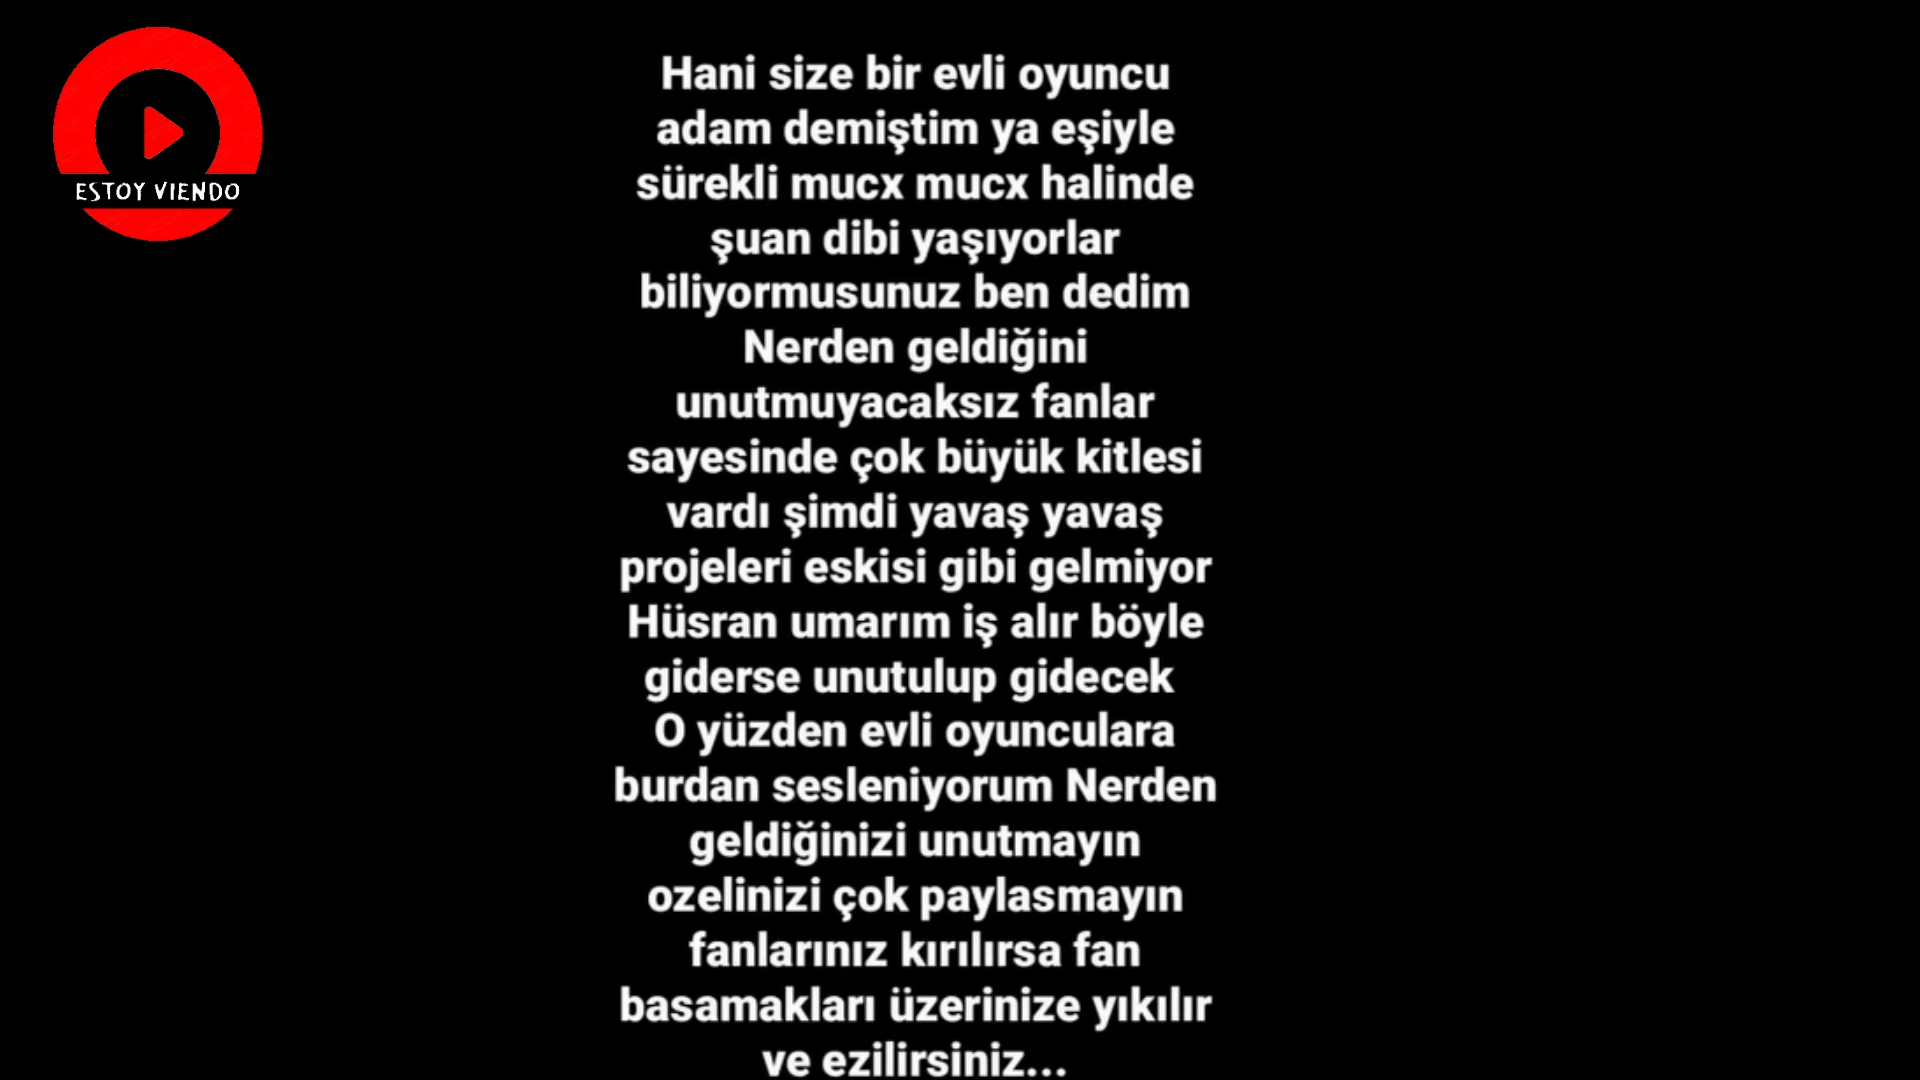 ESTOY VIENDO
Hani size bir evli oyuncu
adam demiştim ya eşiyle
sürekli mucx mucx halinde
şuan dibi yaşıyorlar
biliyormusunuz ben dedim
Nerden geldiğini
unutmuyacaksız fanlar
sayesinde çok büyük kitlesi
vardı şimdi yavaş yavaş
projeleri eskisi gibi gelmiyor
Hüsran umarım iş alır böyle
giderse unutulup gidecek
O yüzden evli oyunculara
burdan sesleniyorum Nerden
geldiğinizi unutmayın
ozelinizi çok paylasmayın
fanlarınız kırılırsa fan
basamakları üzerinize yıkılır
ve ezilirsiniz...